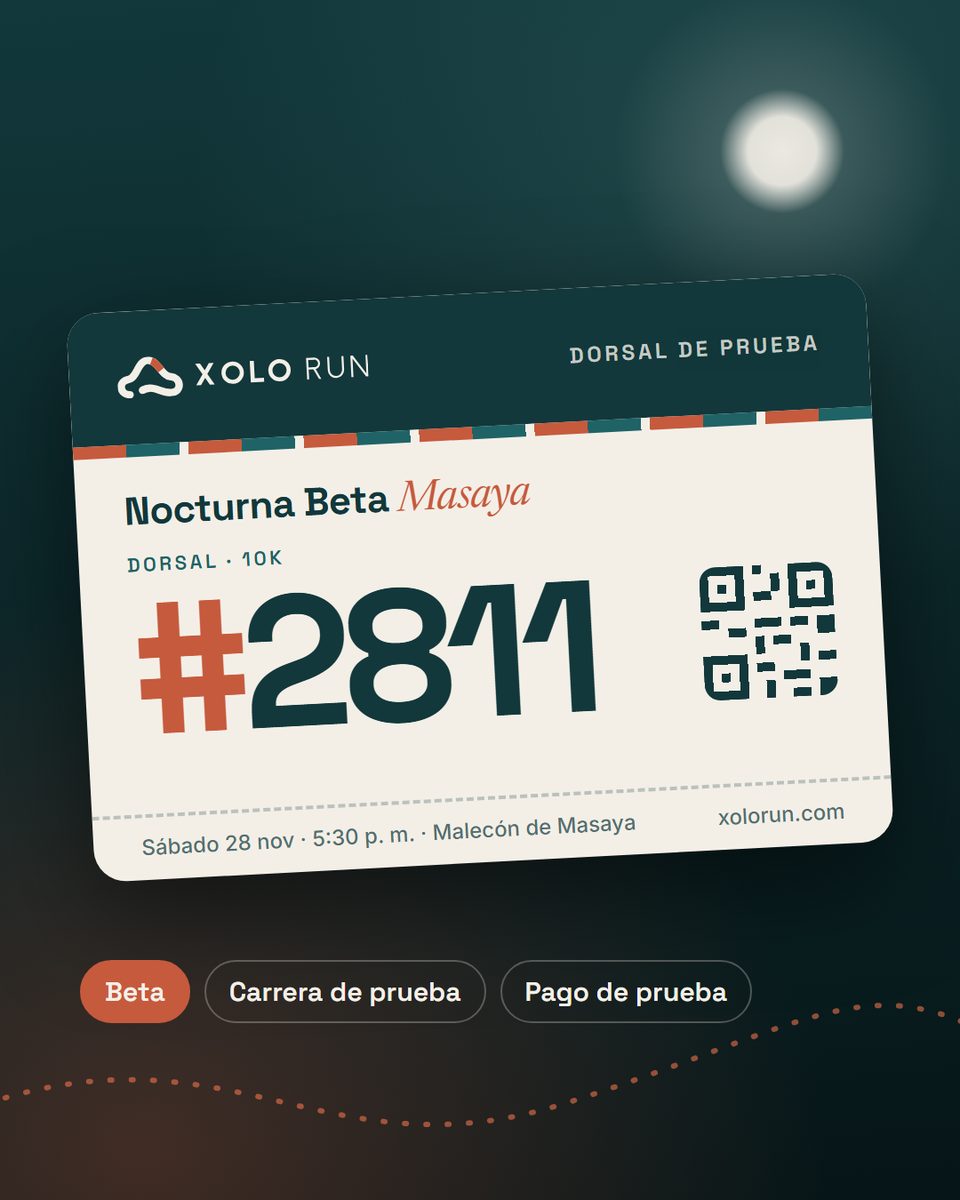 XOLO RUN
DORSAL DE PRUEBA
Nocturna Beta Masaya
DORSAL · 10K
#2811
Sábado 28 nov · 5:30 p. m. · Malecón de Masaya
xolorun.com
Beta
Carrera de prueba
Pago de prueba